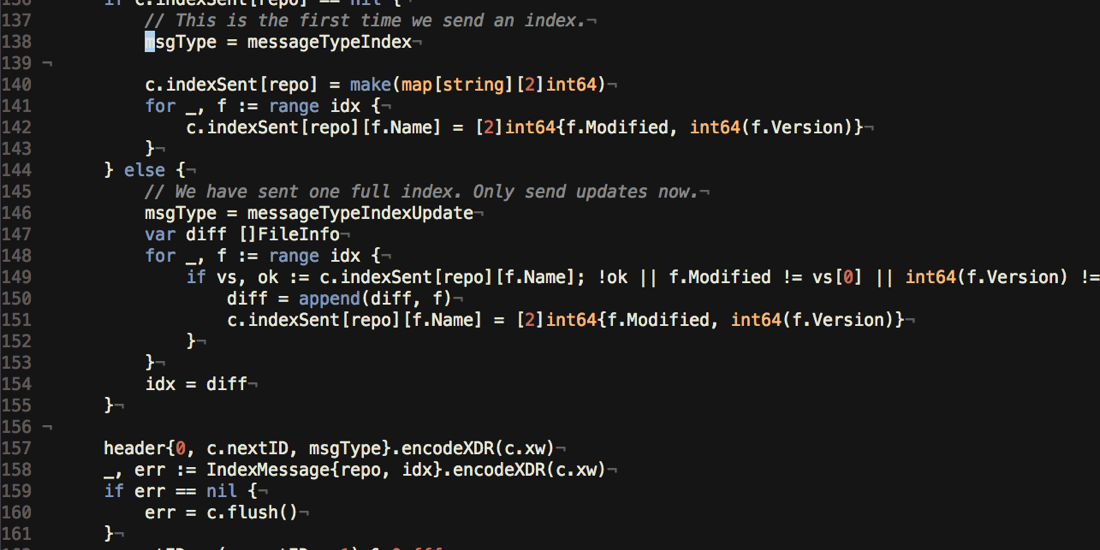 136 if c.indexSent[repo] == nil {¬
137 // This is the first time we send an index.¬
138 msgType = messageTypeIndex¬
139 ¬
140 c.indexSent[repo] = make(map[string][2]int64)¬
141 for _, f := range idx {¬
142 c.indexSent[repo][f.Name] = [2]int64{f.Modified, int64(f.Version)}¬
143 }¬
144 } else {¬
145 // We have sent one full index. Only send updates now.¬
146 msgType = messageTypeIndexUpdate¬
147 var diff []FileInfo¬
148 for _, f := range idx {¬
149 if vs, ok := c.indexSent[repo][f.Name]; !ok || f.Modified != vs[0] || int64(f.Version) !=
150 diff = append(diff, f)¬
151 c.indexSent[repo][f.Name] = [2]int64{f.Modified, int64(f.Version)}¬
152 }¬
153 }¬
154 idx = diff¬
155 }¬
156 ¬
157 header{0, c.nextID, msgType}.encodeXDR(c.xw)¬
158 _, err := IndexMessage{repo, idx}.encodeXDR(c.xw)¬
159 if err == nil {¬
160 err = c.flush()¬
161 }¬